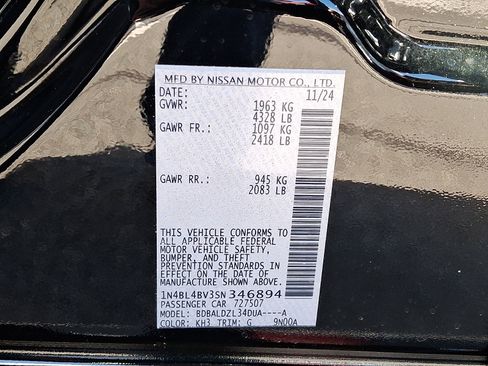 MFD BY NISSAN MOTOR CO., LTD.
DATE: 11/24
GVWR: 1963 KG
4328 LB
GAWR FR.: 1097 KG
2418 LB
GAWR RR.: 945 KG
2083 LB
THIS VEHICLE CONFORMS TO
ALL APPLICABLE FEDERAL
MOTOR VEHICLE SAFETY,
BUMPER, AND THEFT
PREVENTION STANDARDS IN
EFFECT ON THE DATE OF
MANUFACTURE SHOWN ABOVE.
1N4BL4BV3SN346894
PASSENGER CAR 727507
MODEL: BDBALDZL34DUA----A
COLOR: KH3 TRIM: G 9N00A